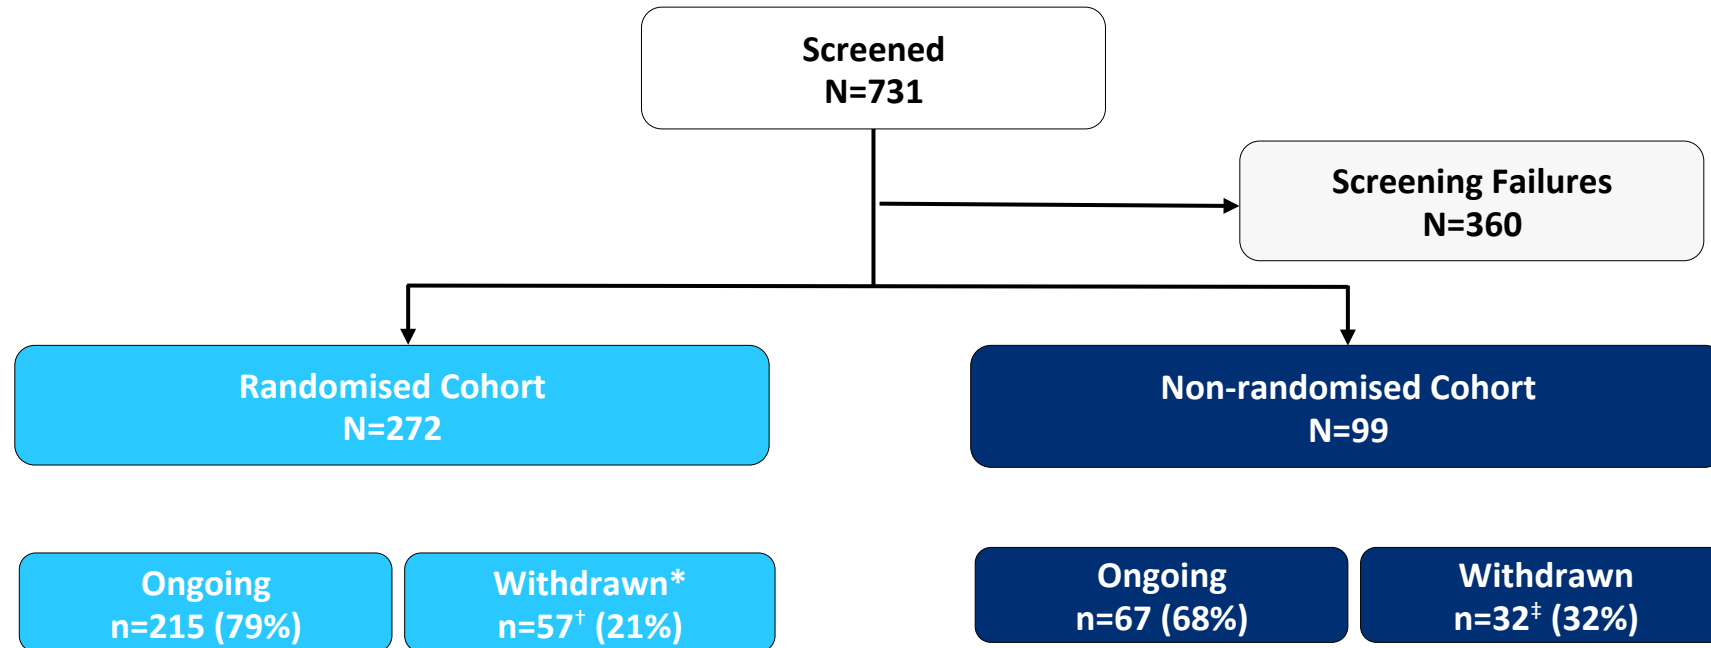 Screened
N=731
Screening Failures
N=360
Randomised Cohort
N=272
Non-randomised Cohort
N=99
Ongoing
n=215 (79%)
Withdrawn*
n=57† (21%)
Ongoing
n=67 (68%)
Withdrawn
n=32‡ (32%)